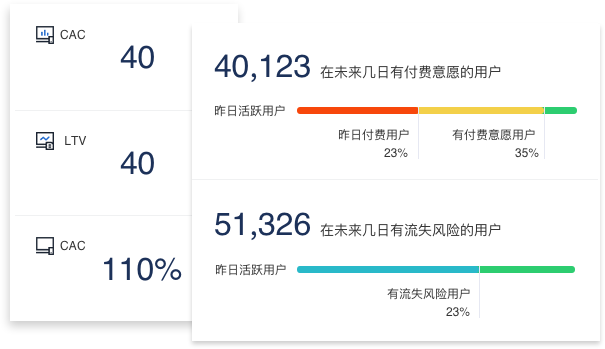 CAC
40
LTV
40
CAC
110%
40,123 在未来几日有付费意愿的用户
昨日活跃用户
昨日付费用户 有付费意愿用户
23% 35%
51,326 在未来几日有流失风险的用户
昨日活跃用户
有流失风险用户
23%